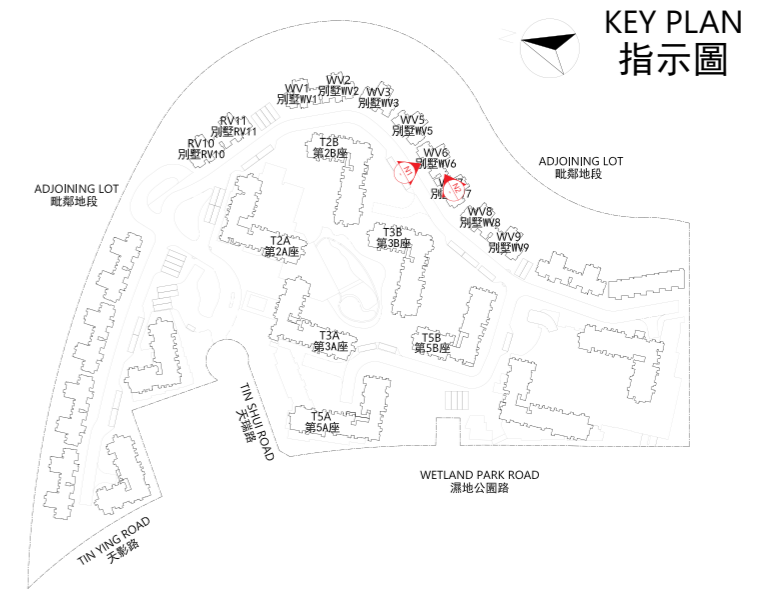 KEY PLAN
指示圖
WV2
別墅WV2
WV1
別墅WV1
WV3
別墅WV3
RV11
別墅RV11
WV5
別墅WV5
RV10
別墅RV10
T2B
第2B座
WV6
別墅WV6
N1
N2
ADJOINING LOT
毗鄰地段
ADJOINING LOT
毗鄰地段
WV8
別墅WV8
T3B
第3B座
T2A
第2A座
WV9
別墅WV9
T3A
第3A座
T5B
第5B座
T5A
第5A座
TIN SHUI ROAD
天瑞路
WETLAND PARK ROAD
濕地公園路
TIN YING ROAD
天影路